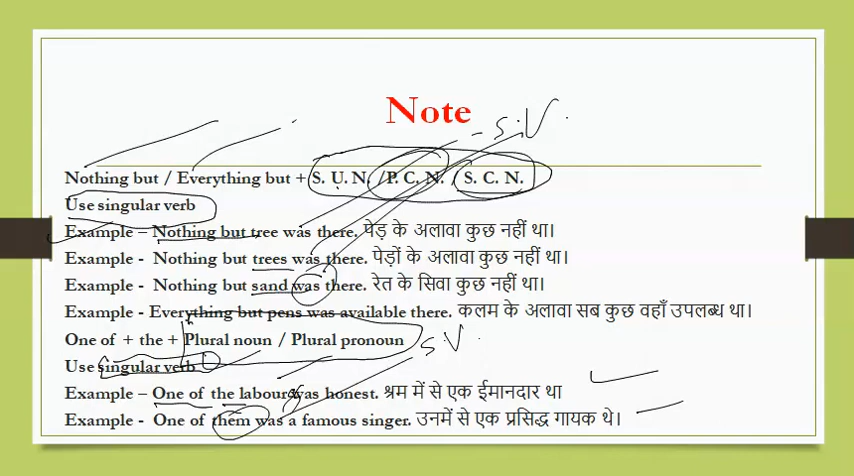 Note
- S.V.
Nothing but / Everything but + S. U. N. / P. C. N. / S. C. N.
Use singular verb
Example – Nothing but tree was there. पेड़ के अलावा कुछ नहीं था।
Example - Nothing but trees was there. पेड़ों के अलावा कुछ नहीं था।
Example - Nothing but sand was there. रेत के सिवा कुछ नहीं था।
Example - Everything but pens was available there. कलम के अलावा सब कुछ वहाँ उपलब्ध था।
One of + the + Plural noun / Plural pronoun
S.V.
Use singular verb
Example – One of the labours was honest. श्रम में से एक ईमानदार था
Example - One of them was a famous singer. उनमें से एक प्रसिद्ध गायक थे।